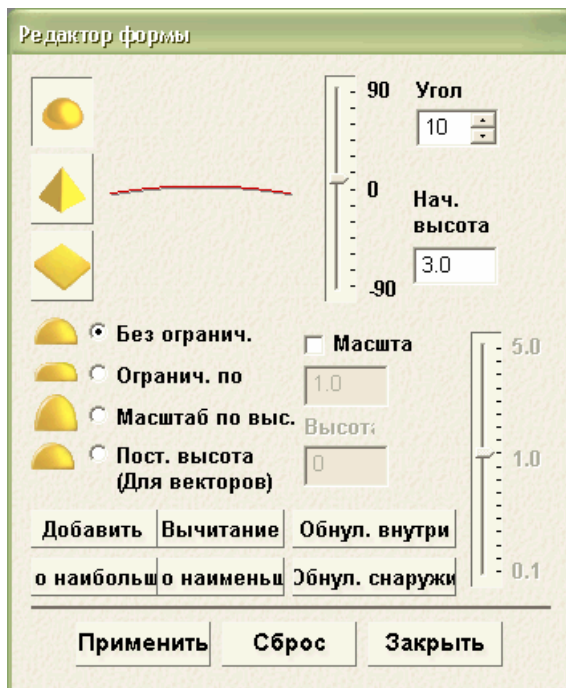 Редактор формы
90
Угол
10
0
Нач.
высота
3.0
-90
Без огранич.
Масшта
5.0
Огранич. по
1.0
Масштаб по выс.
Высота
Пост. высота
(Для векторов)
0
1.0
Добавить Вычитание Обнул. внутри
о наибольш о наименьш Обнул. снаружи
0.1
Применить Сброс Закрыть